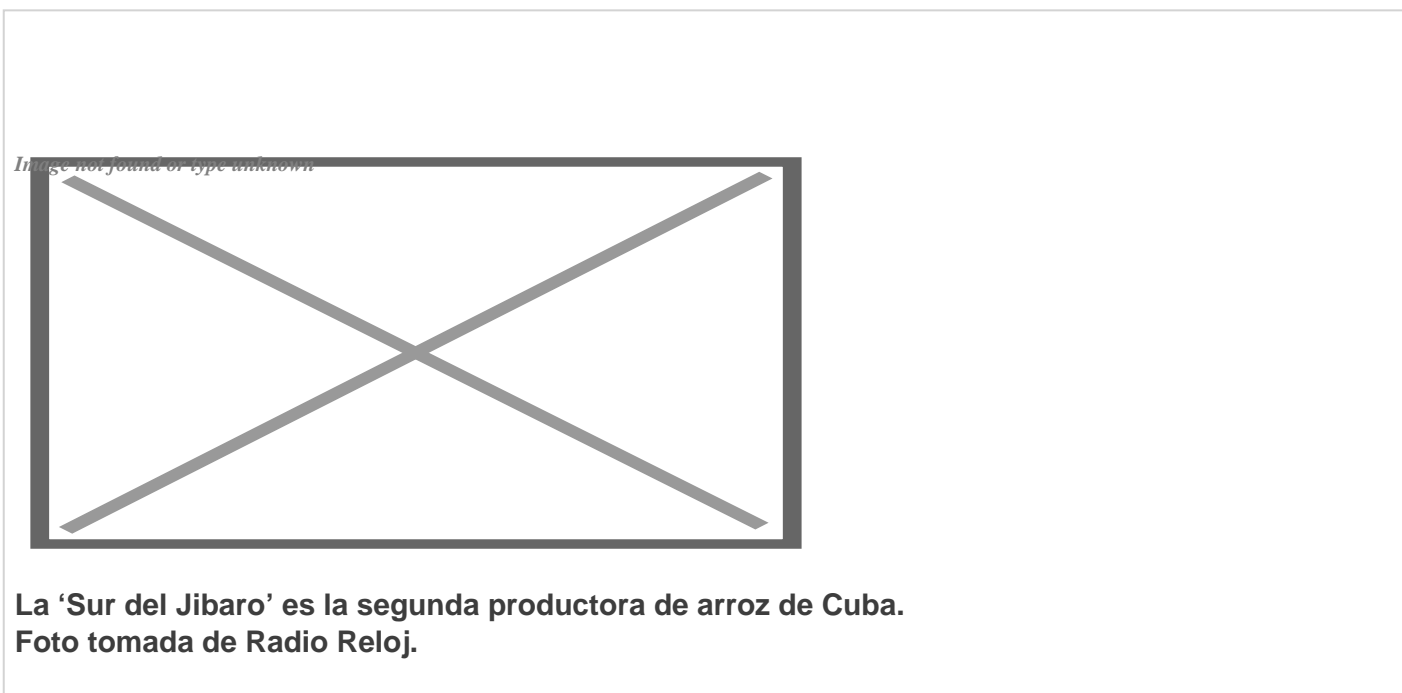 Image not found or type unknown
La ‘Sur del Jibaro’ es la segunda productora de arroz de Cuba.
Foto tomada de Radio Reloj.